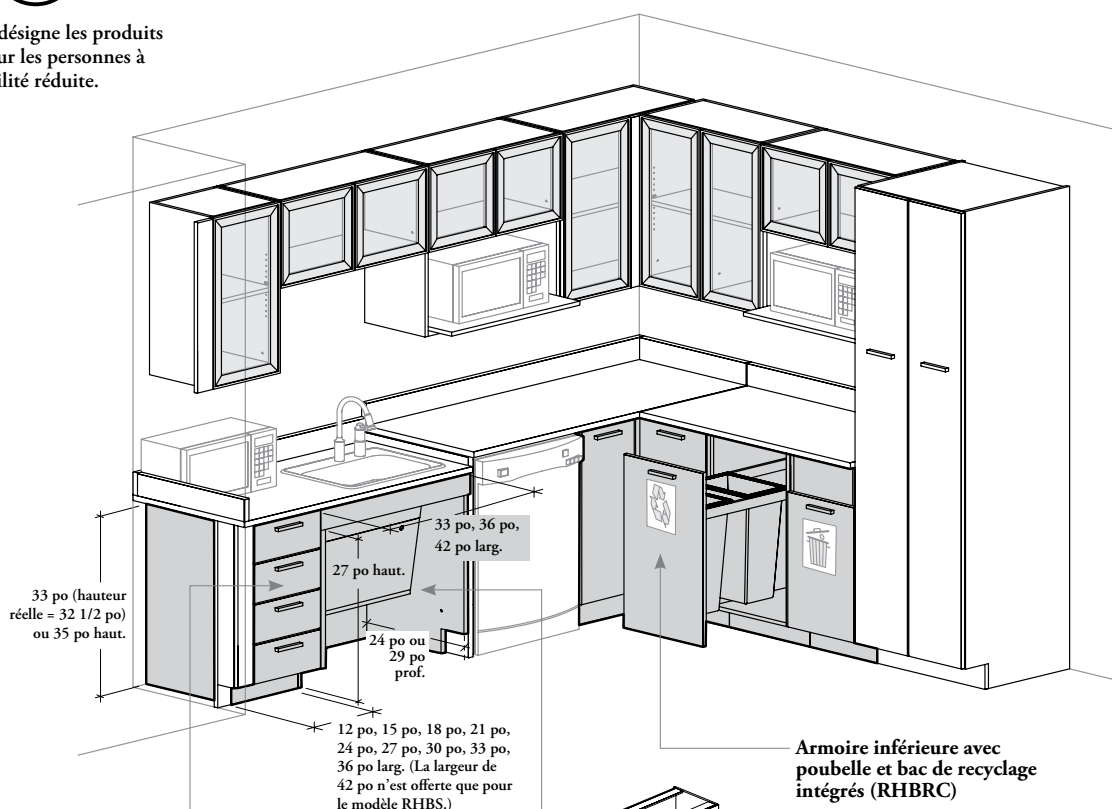 désigne les produits
les personnes à
réduite.
33 po, 36 po,
42 po larg.
27 po haut.
33 po (hauteur
réelle = 32 1/2 po)
ou 35 po haut.
24 po ou
29 po
prof.
12 po, 15 po, 18 po, 21 po,
24 po, 27 po, 30 po, 33 po,
36 po larg. (La largeur de
42 po n’est offerte que pour
le modèle RHBS.)
Armoire inférieure avec
poubelle et bac de recyclage
intégrés (RHBRC)